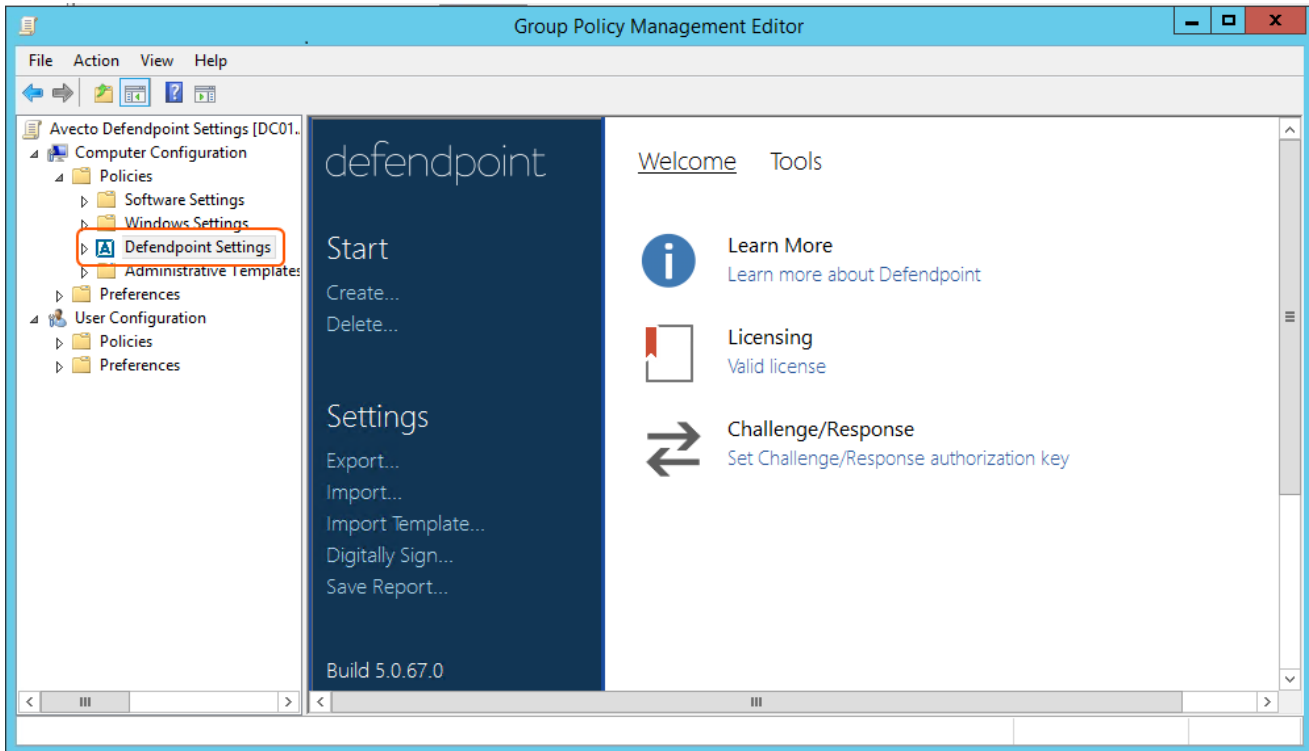 Group Policy Management Editor
File Action View Help
Avecto Defendpoint Settings [DC01.
Computer Configuration
Policies
Software Settings
Windows Settings
Defendpoint Settings
Administrative Templates
Preferences
User Configuration
Policies
Preferences
defendpoint
Start
Create...
Delete...
Settings
Export...
Import...
Import Template...
Digitally Sign...
Save Report...
Build 5.0.67.0
Welcome Tools
Learn More
Learn more about Defendpoint
Licensing
Valid license
Challenge/Response
Set Challenge/Response authorization key